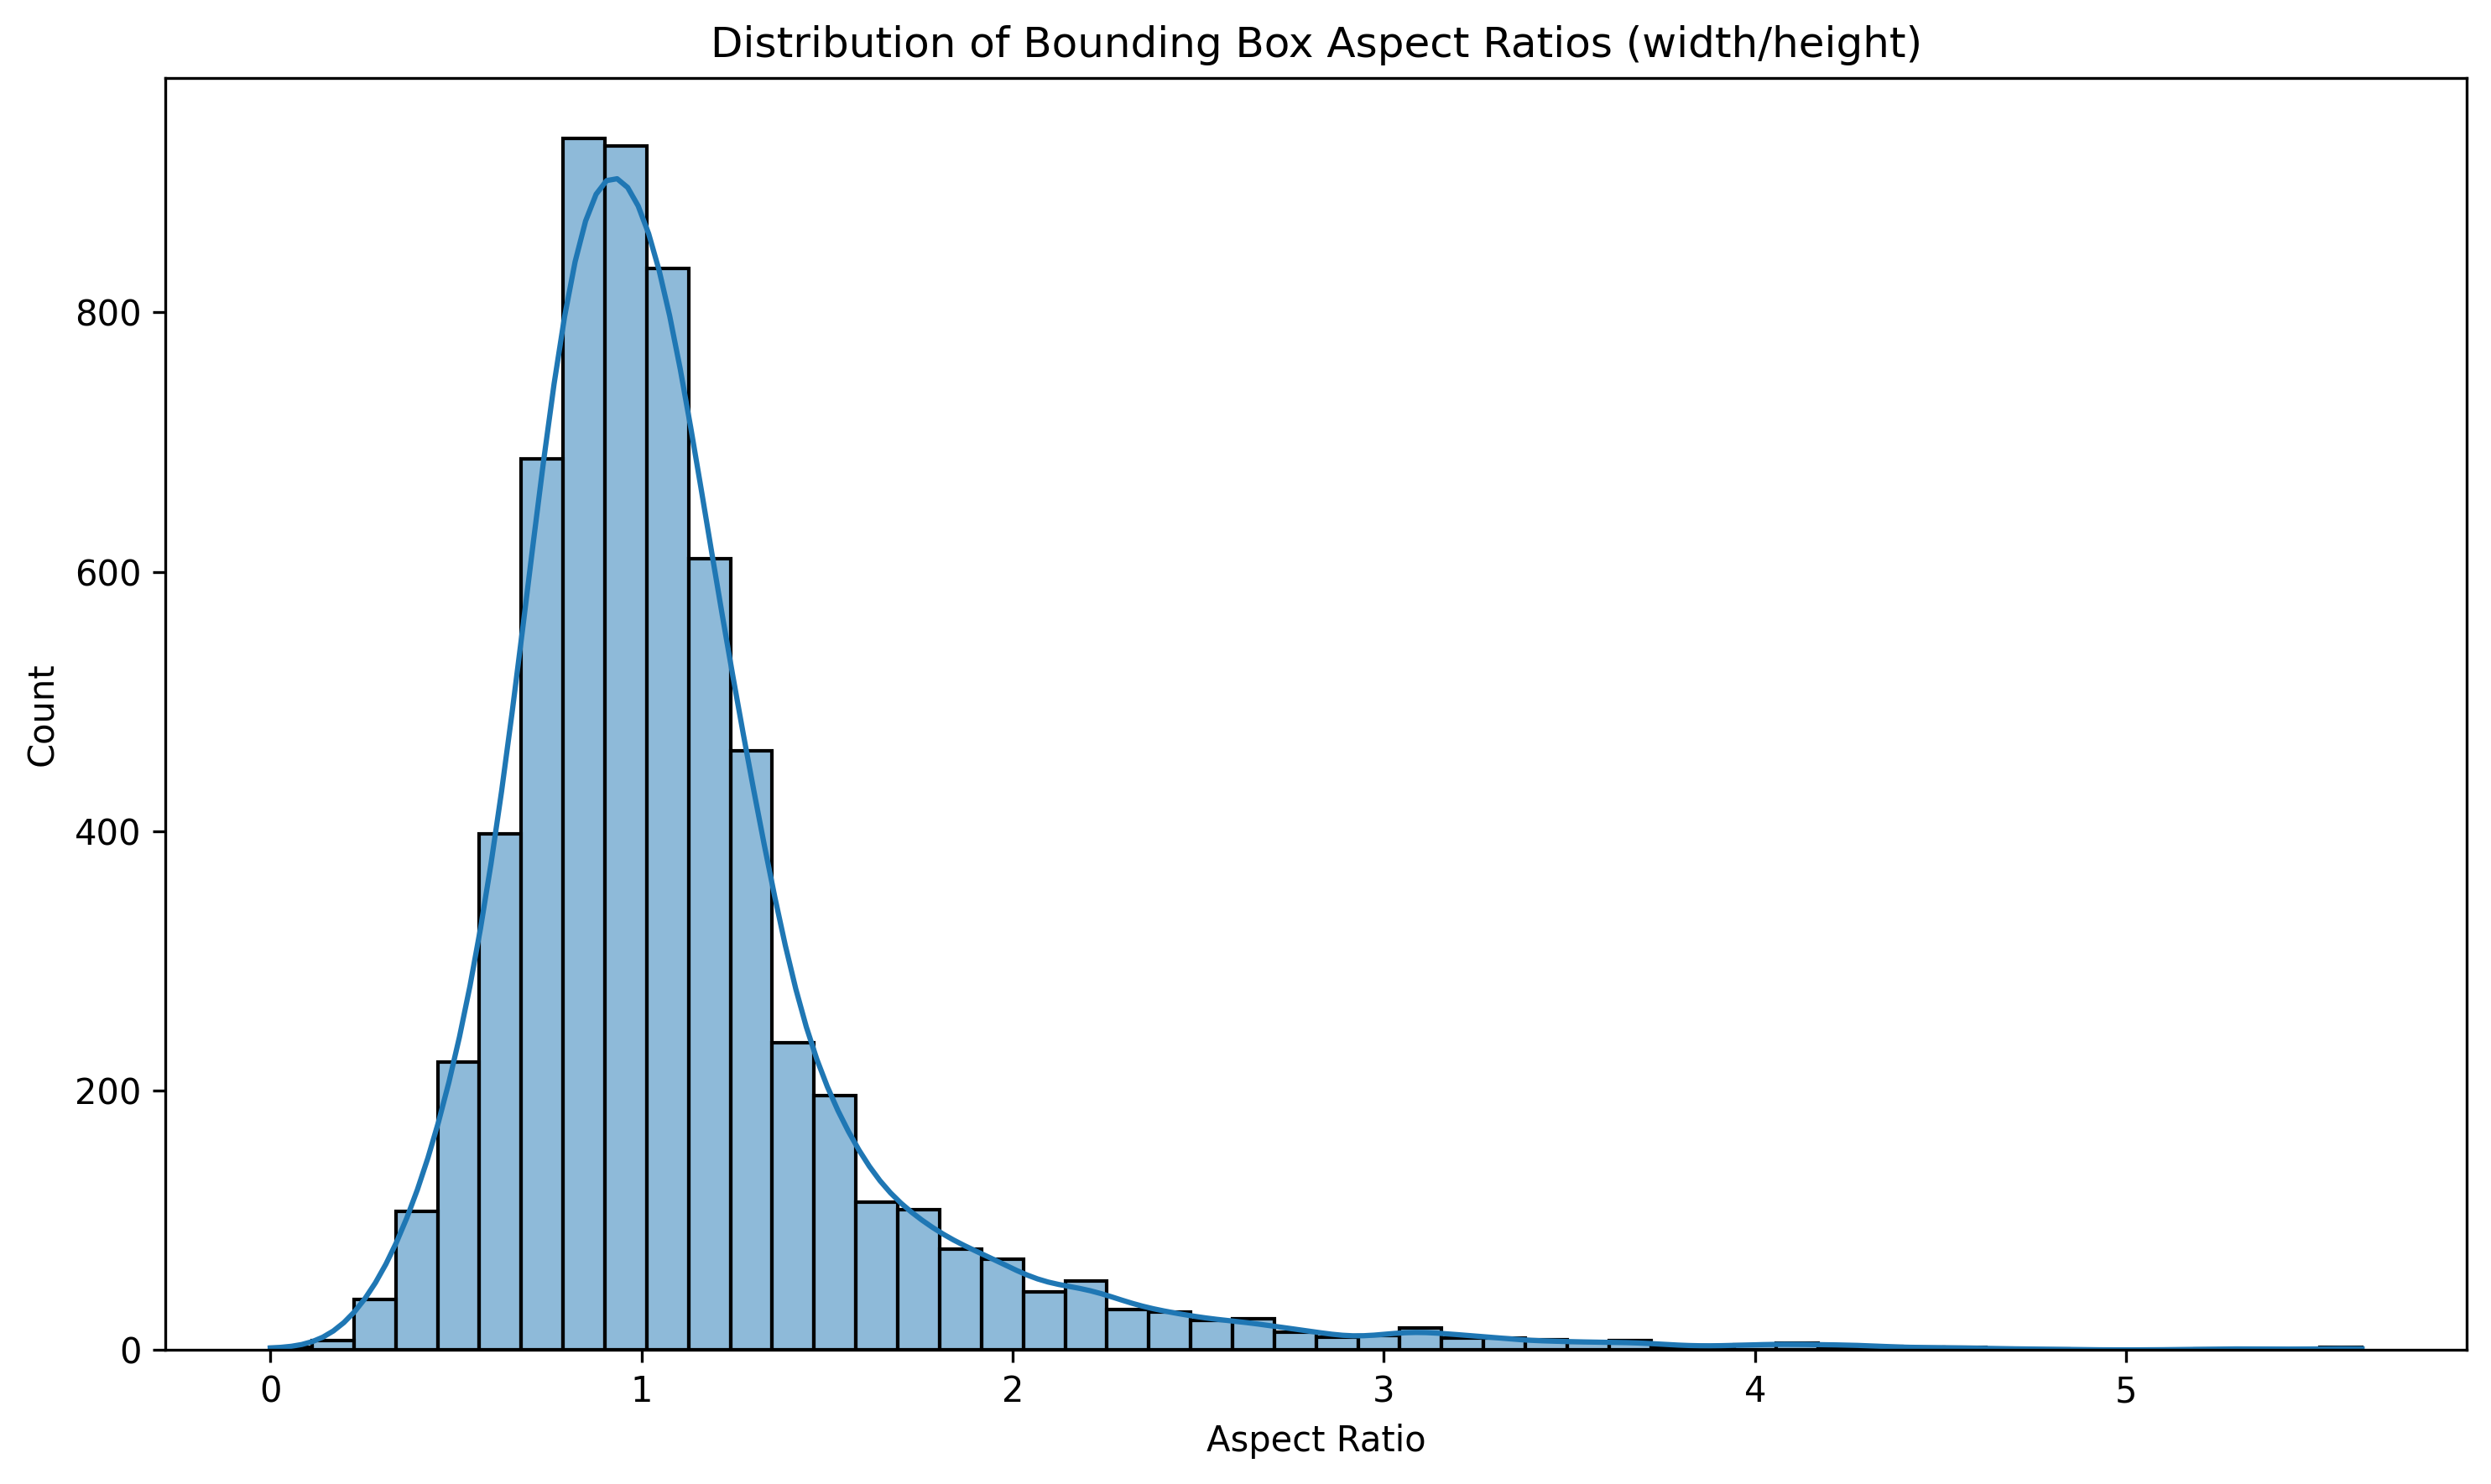 Distribution of Bounding Box Aspect Ratios (width/height)
Count
800
600
400
200
0
0 1 2 3 4 5
Aspect Ratio